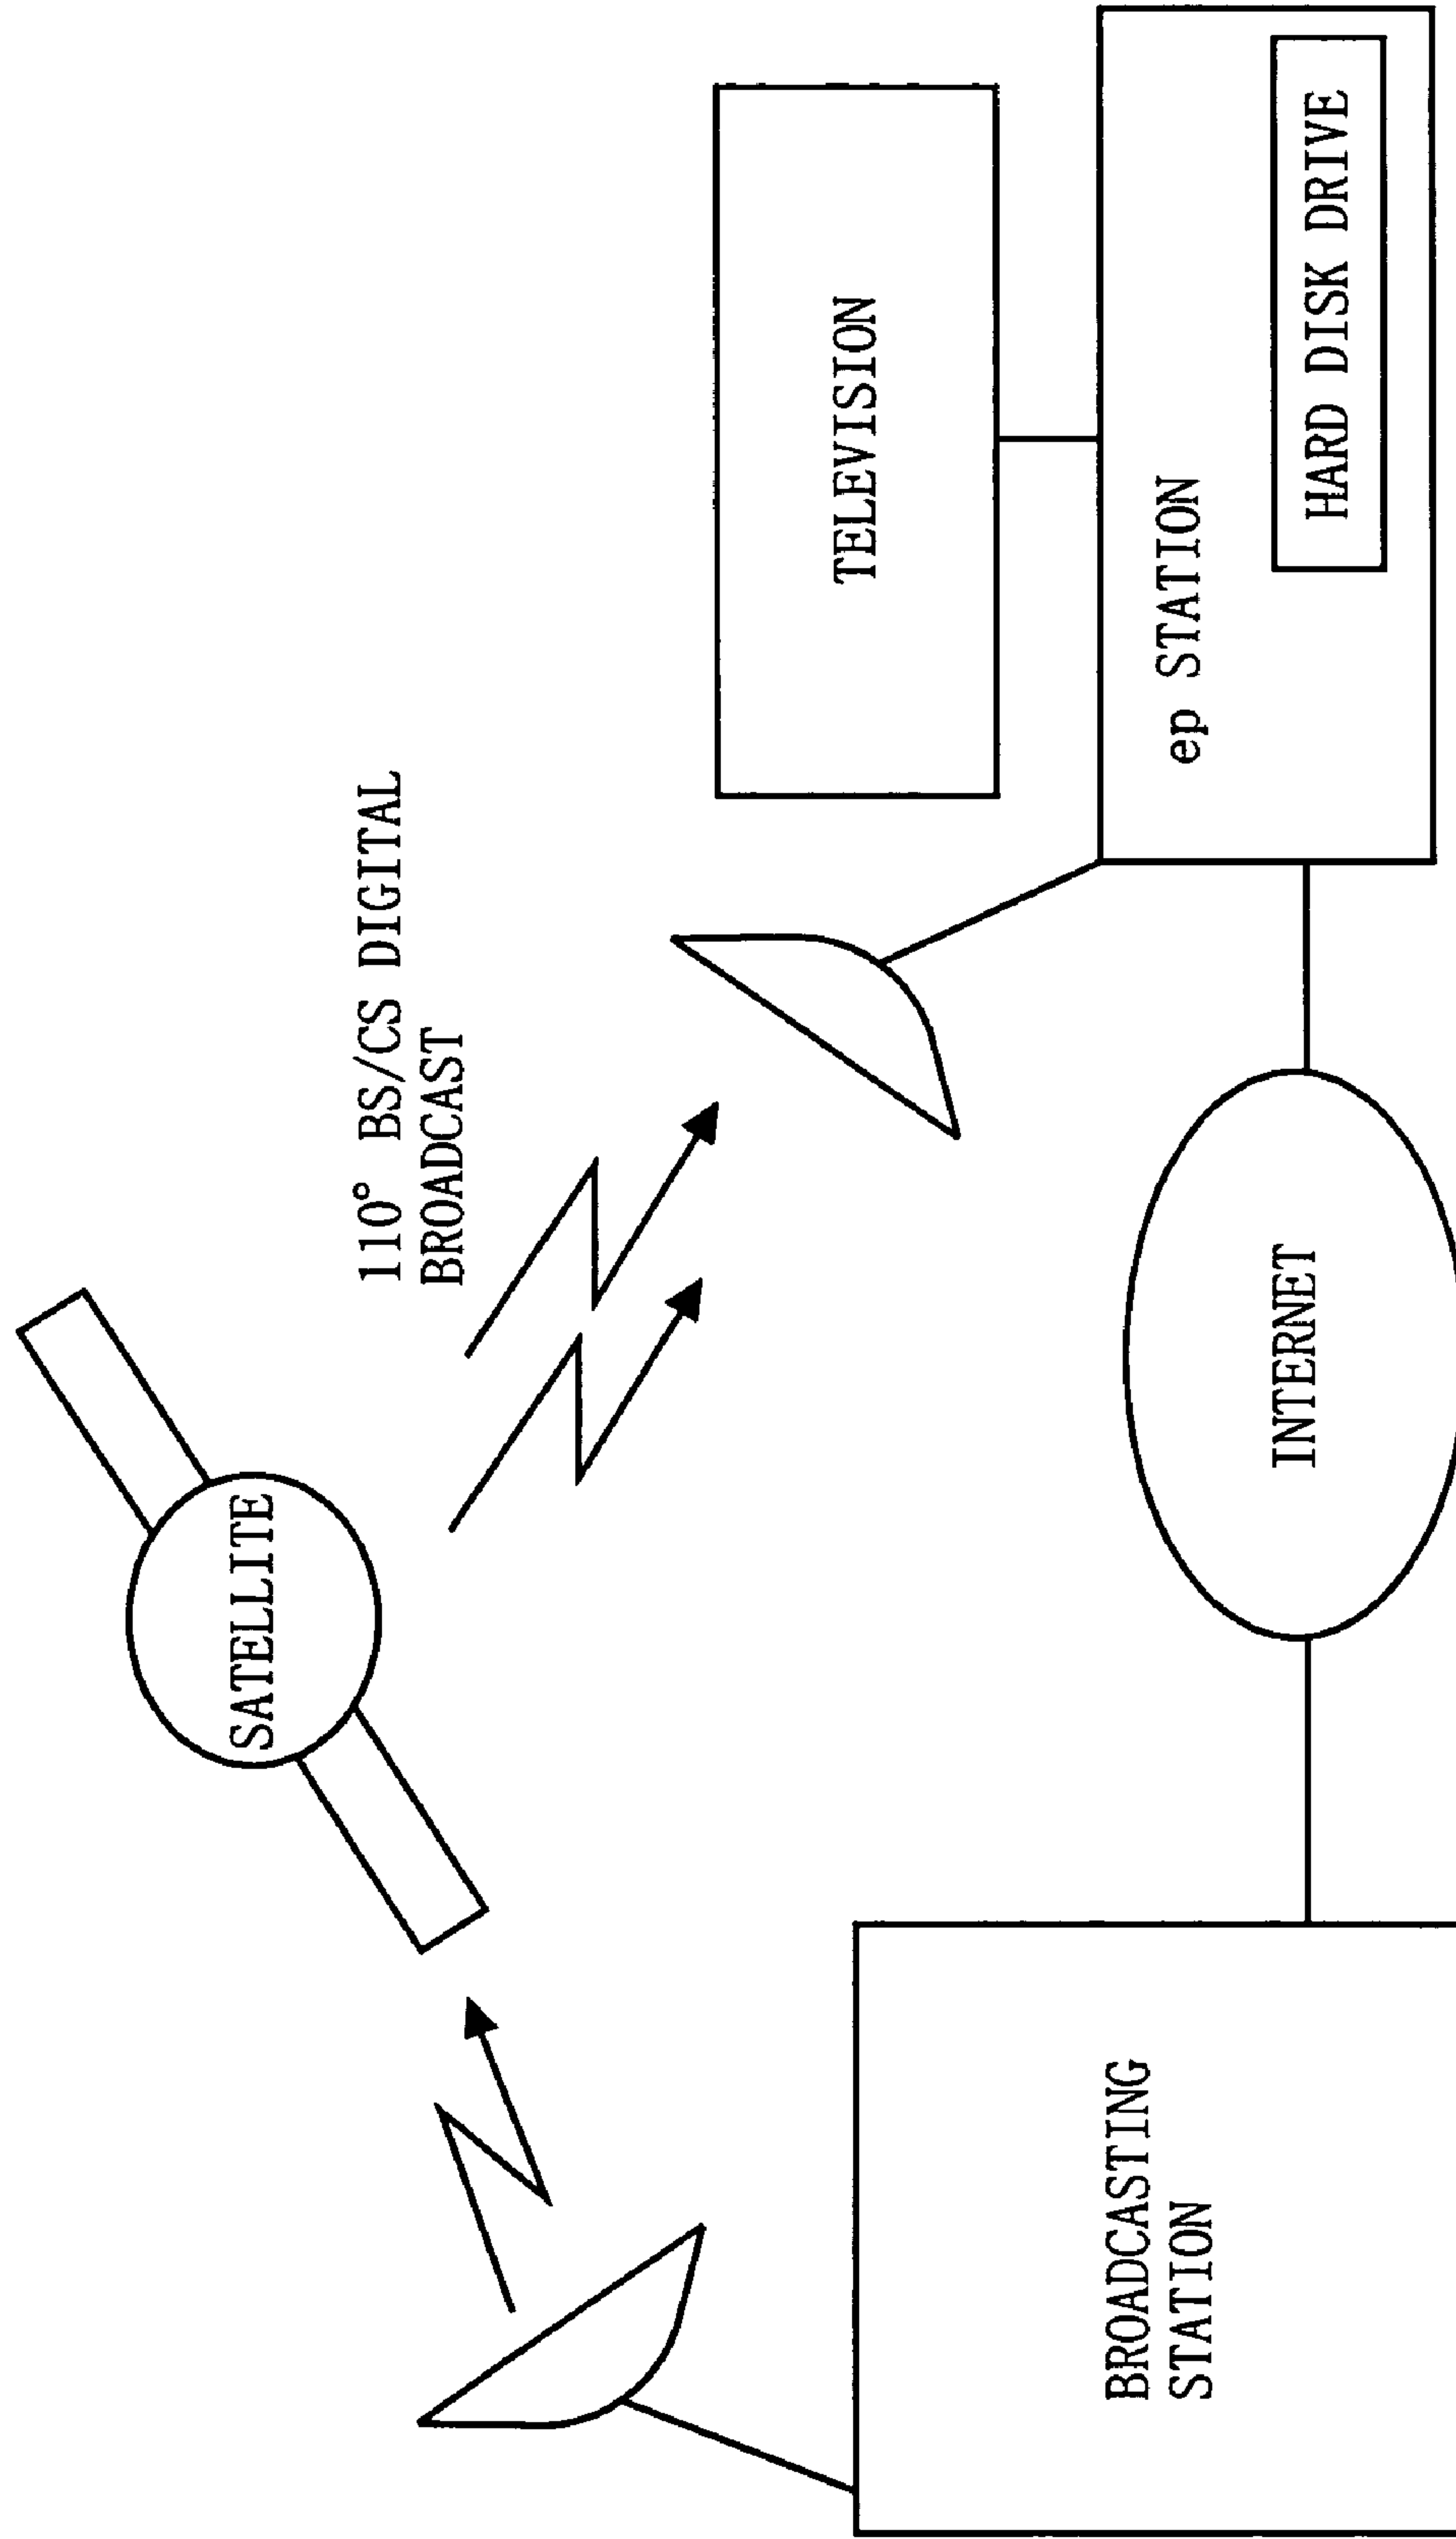 SATELLITE
110° BS/CS DIGITAL
BROADCAST
TELEVISION
ep STATION
HARD DISK DRIVE
INTERNET
BROADCASTING
STATION